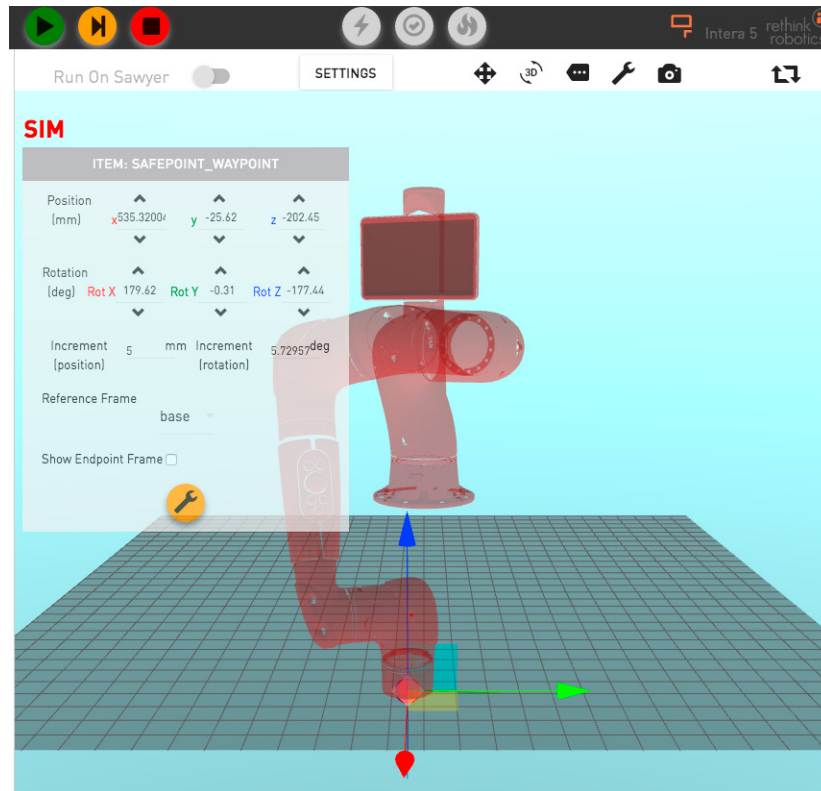 Intera 5
rethink
robotics
Run On Sawyer
SETTINGS
3D
SIM
ITEM: SAFEPOINT_WAYPOINT
Position
(mm) x 535.32004 y -25.62 z -202.45
Rotation
(deg) Rot X 179.62 Rot Y -0.31 Rot Z -177.44
Increment 5 mm Increment 5.72957 deg
(position) (rotation)
Reference Frame
base
Show Endpoint Frame